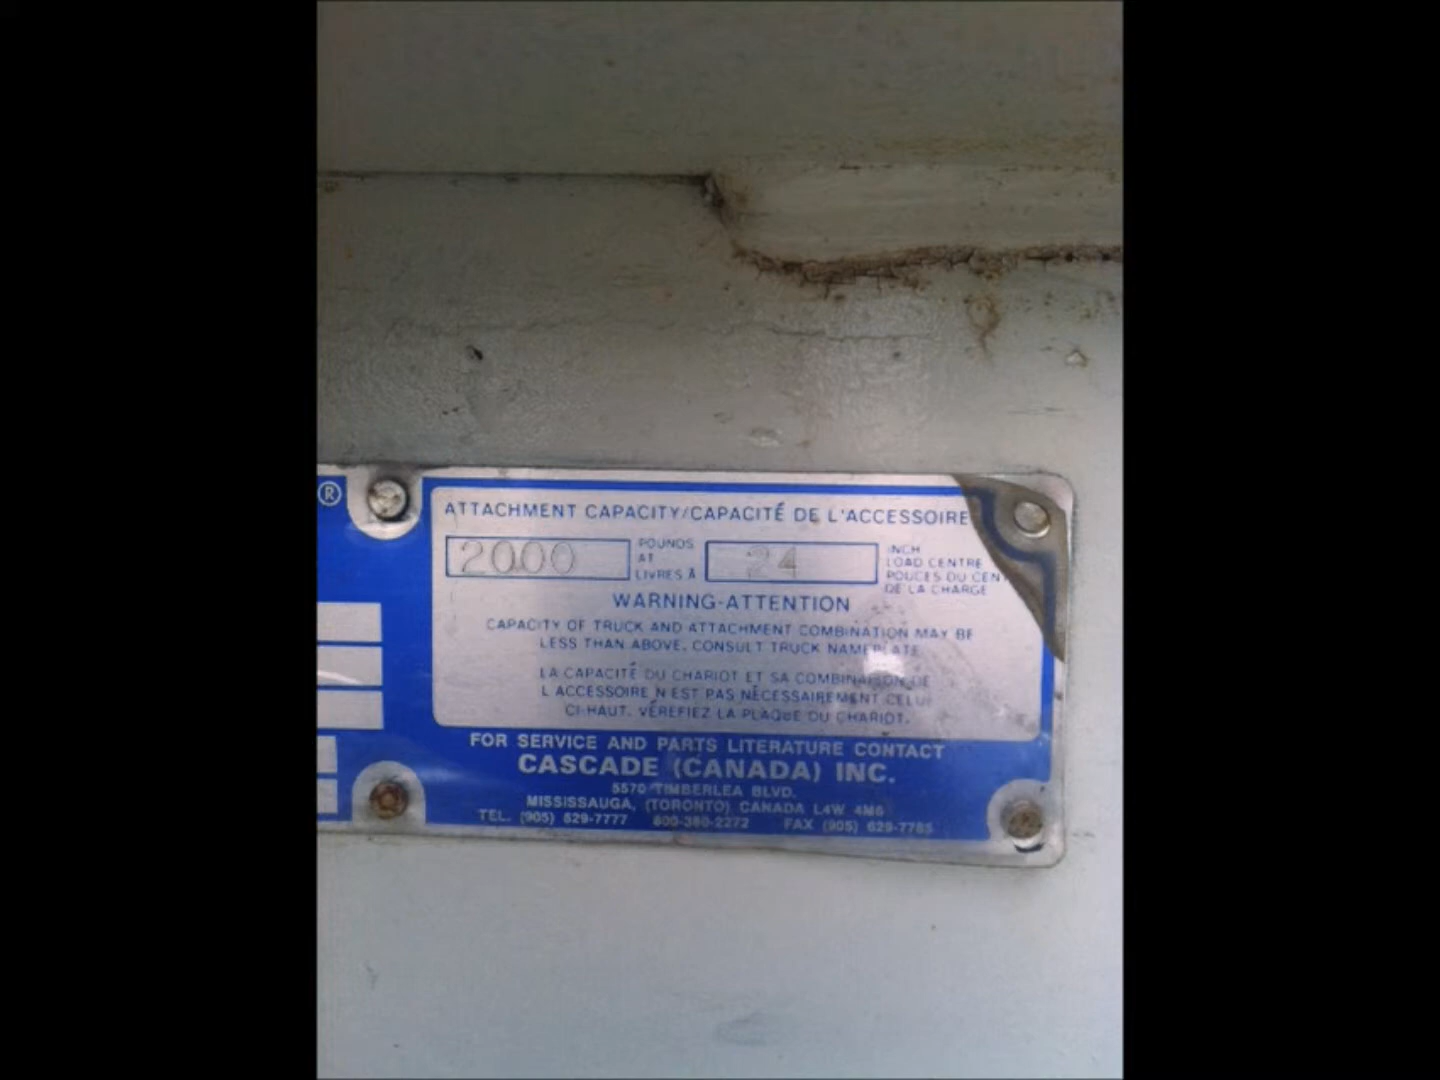 ®
ATTACHMENT CAPACITY/CAPACITÉ DE L'ACCESSOIRE
2000 POUNDS AT LIVRES À 24 INCH LOAD CENTRE POUCES DU CEN DE LA CHARGE
WARNING-ATTENTION
CAPACITY OF TRUCK AND ATTACHMENT COMBINATION MAY BE
LESS THAN ABOVE. CONSULT TRUCK NAMEPLATE
LA CAPACITÉ DU CHARIOT ET SA COMBINAISON DE
L ACCESSOIRE N EST PAS NÉCESSAIREMENT CELUI
CI-HAUT. VÉREFIEZ LA PLAQUE DU CHARIOT.
FOR SERVICE AND PARTS LITERATURE CONTACT
CASCADE (CANADA) INC.
5570 TIMBERLEA BLVD.
MISSISSAUGA, (TORONTO) CANADA L4W 4M6
TEL. (905) 629-7777 800-380-2272 FAX (905) 629-7785